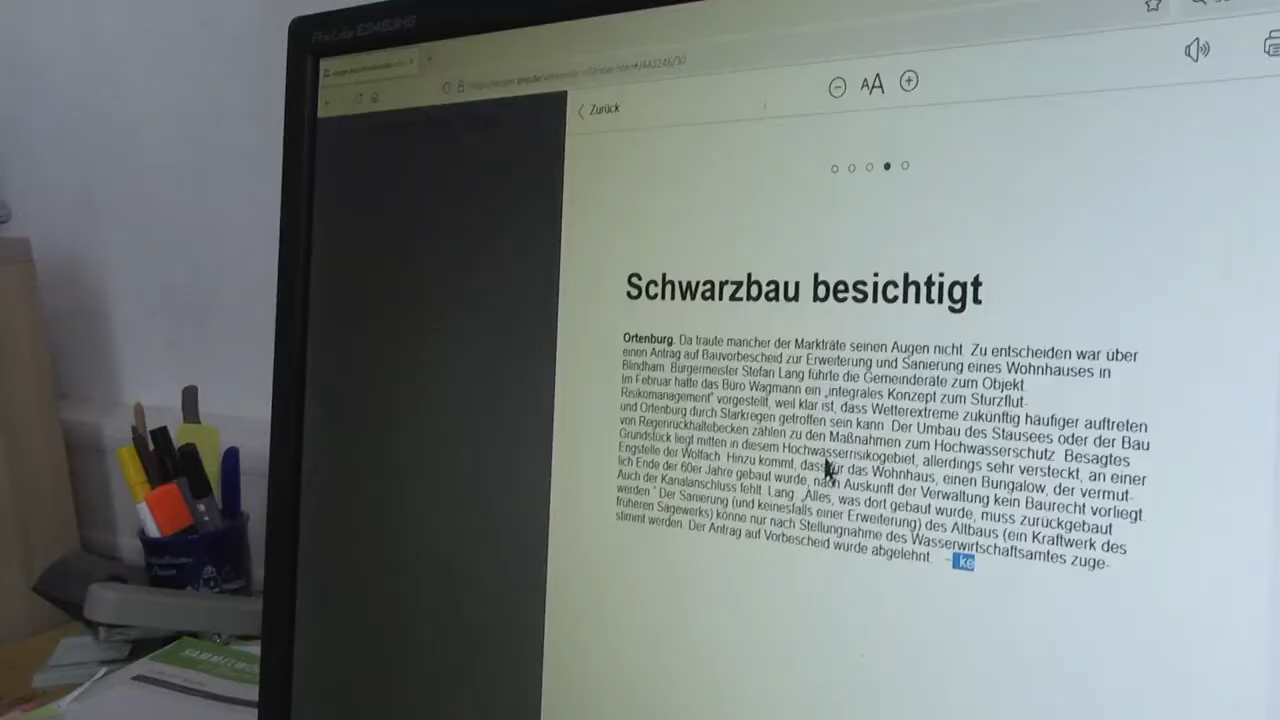 Zurück
AA
Schwarzbau besichtigt
Ortenburg. Da traute mancher der Markträte seinen Augen nicht. Zu entscheiden war über
einen Antrag auf Bauvorbescheid zur Erweiterung und Sanierung eines Wohnhauses in
Blindham. Bürgermeister Stefan Lang führte die Gemeinderäte zum Objekt.
Im Februar hatte das Büro Wagmann ein „integrales Konzept zum Sturzflut-
Risikomanagement" vorgestellt, weil klar ist, dass Wetterextreme zukünftig häufiger auftreten
und Ortenburg durch Starkregen getroffen sein kann. Der Umbau des Stausees oder der Bau
von Regenrückhaltebecken zählen zu den Maßnahmen zum Hochwasserschutz. Besagtes
Grundstück liegt mitten in diesem Hochwasserrisikogebiet, allerdings sehr versteckt, an einer
Engstelle der Wolfach. Hinzu kommt, dass für das Wohnhaus, einen Bungalow, der vermut-
lich Ende der 60er Jahre gebaut wurde, nach Auskunft der Verwaltung kein Baurecht vorliegt.
Auch der Kanalanschluss fehlt. Lang: „Alles, was dort gebaut wurde, muss zurückgebaut
werden." Der Sanierung (und keinesfalls einer Erweiterung) des Altbaus (ein Kraftwerk des
früheren Sägewerks) könne nur nach Stellungnahme des Wasserwirtschaftsamtes zuge-
stimmt werden. Der Antrag auf Vorbescheid wurde abgelehnt. – ke